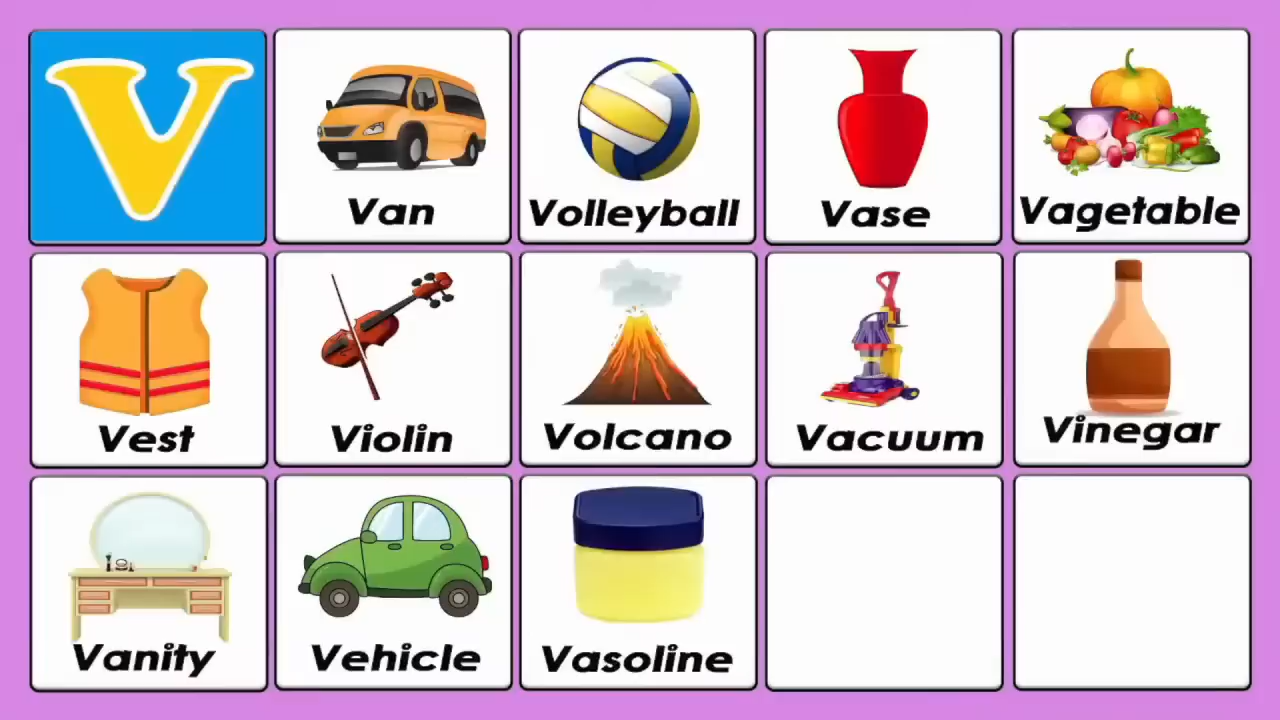 V
Van
Volleyball
Vase
Vagetable
Vest
Violin
Volcano
Vacuum
Vinegar
Vanity
Vehicle
Vasoline